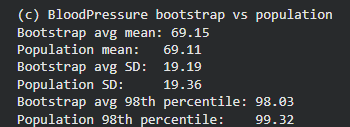 (c) BloodPressure bootstrap vs population
Bootstrap avg mean: 69.15
Population mean:   69.11
Bootstrap avg SD:  19.19
Population SD:     19.36
Bootstrap avg 98th percentile: 98.03
Population 98th percentile:    99.32